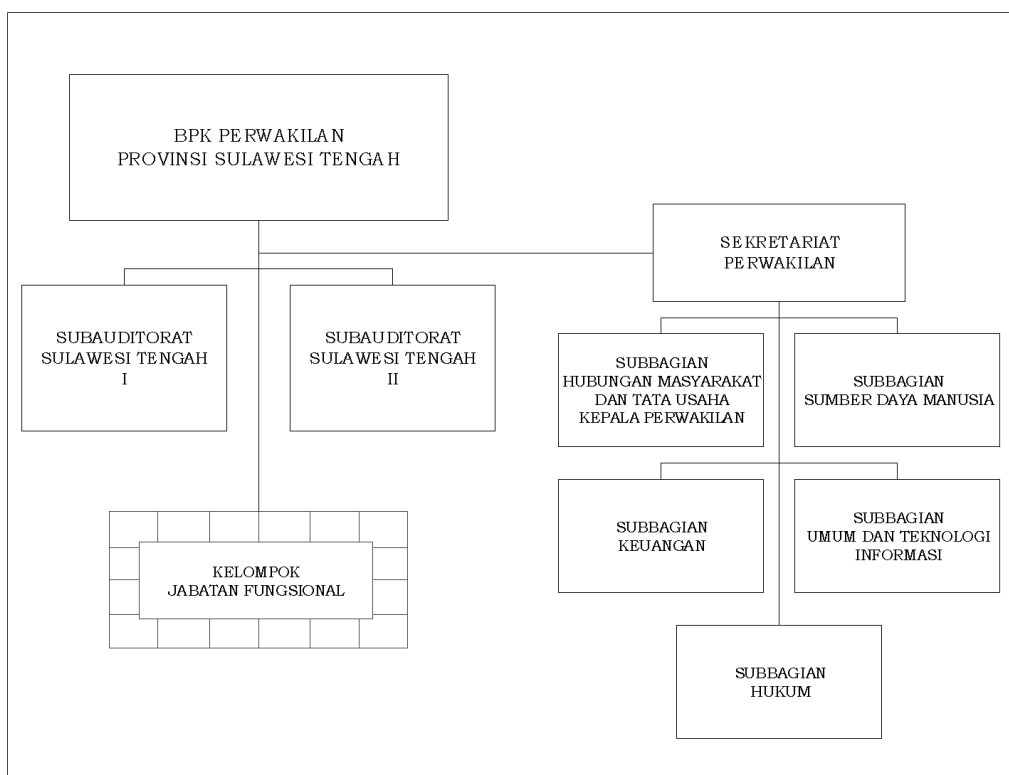 BPK PERWAKILAN
PROVINSI SULAWESI TENGAH
SEKRETARIAT
PERWAKILAN
SUBAUDITORAT
SULAWESI TENGAH
I
SUBAUDITORAT
SULAWESI TENGAH
II
SUBBAGIAN
HUBUNGAN MASYARAKAT
DAN TATA USAHA
KEPALA PERWAKILAN
SUBBAGIAN
SUMBER DAYA MANUSIA
SUBBAGIAN
KEUANGAN
SUBBAGIAN
UMUM DAN TEKNOLOGI
INFORMASI
KELOMPOK
JABATAN FUNGSIONAL
SUBBAGIAN
HUKUM